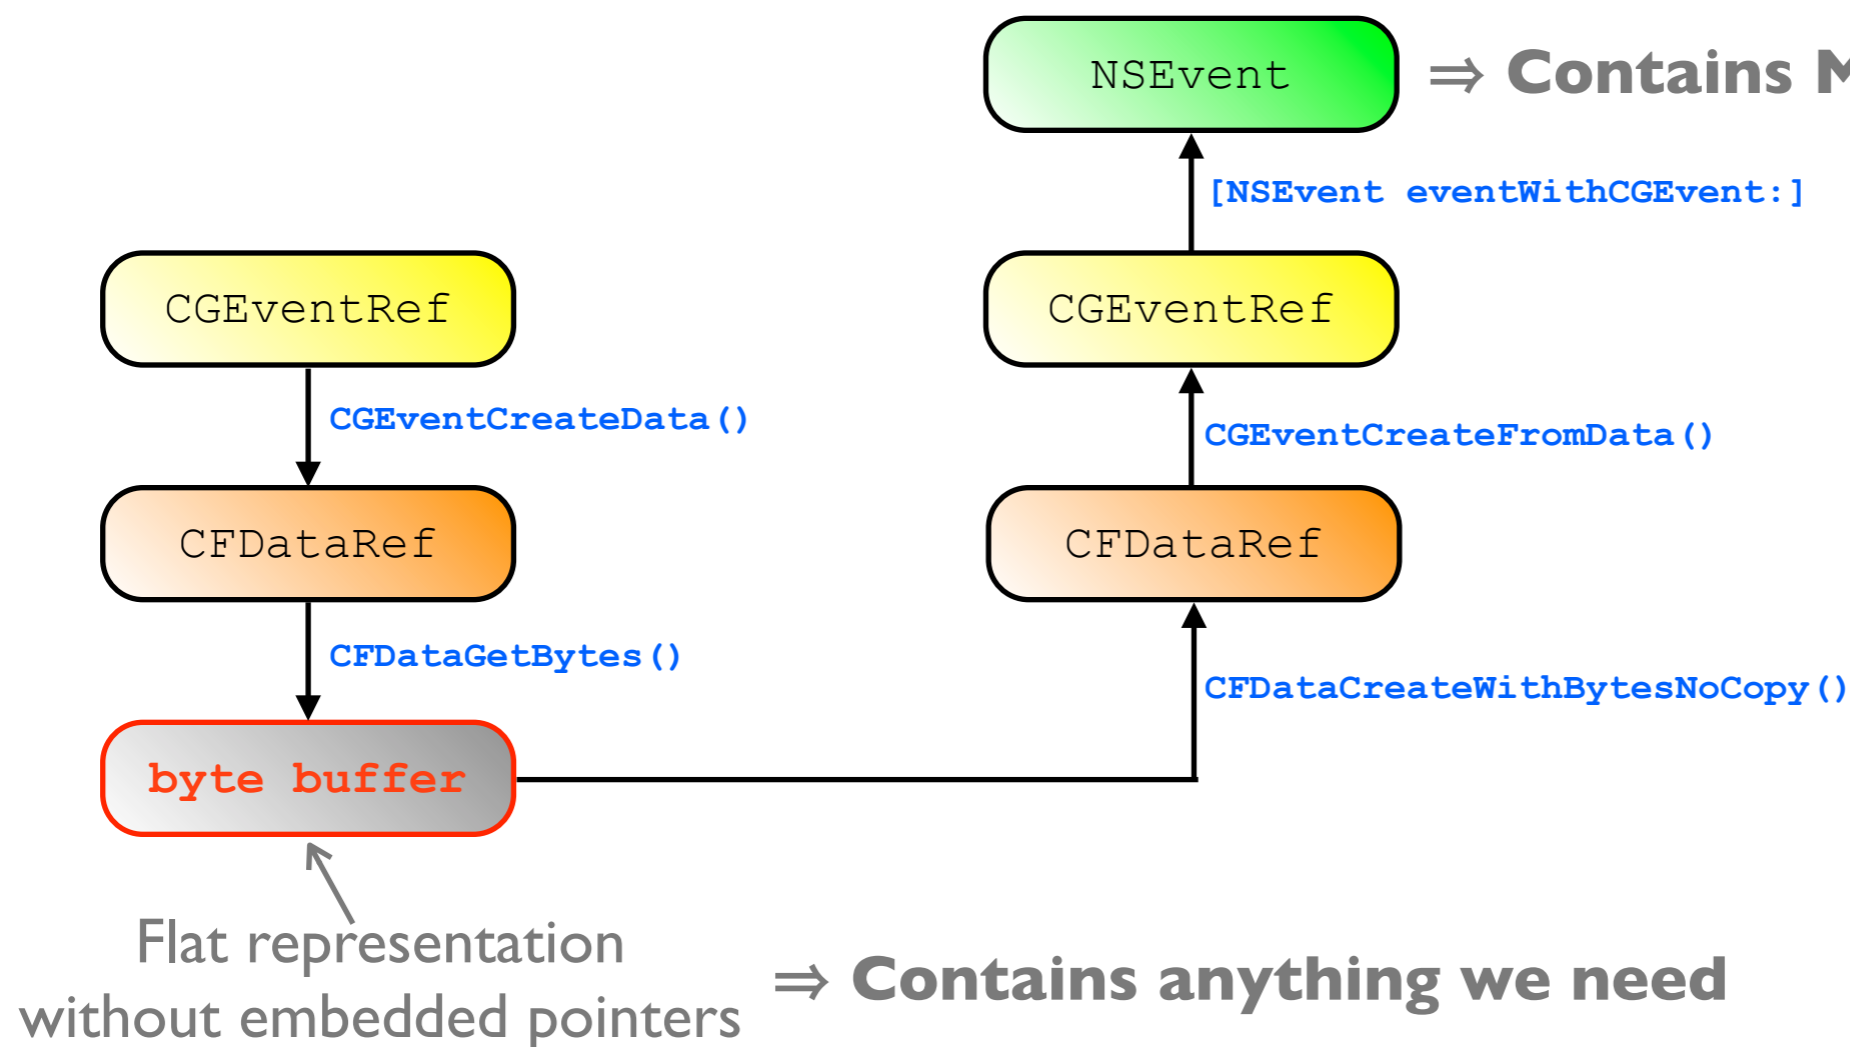 NSEvent
⇒ Contains
[NSEvent eventWithCGEvent:]
CGEventRef
CGEventRef
CGEventCreateData()
CGEventCreateFromData()
CFDataRef
CFDataRef
CFDataGetBytes()
CFDataCreateWithBytesNoCopy()
byte buffer
Flat representation
without embedded pointers
⇒ Contains anything we need